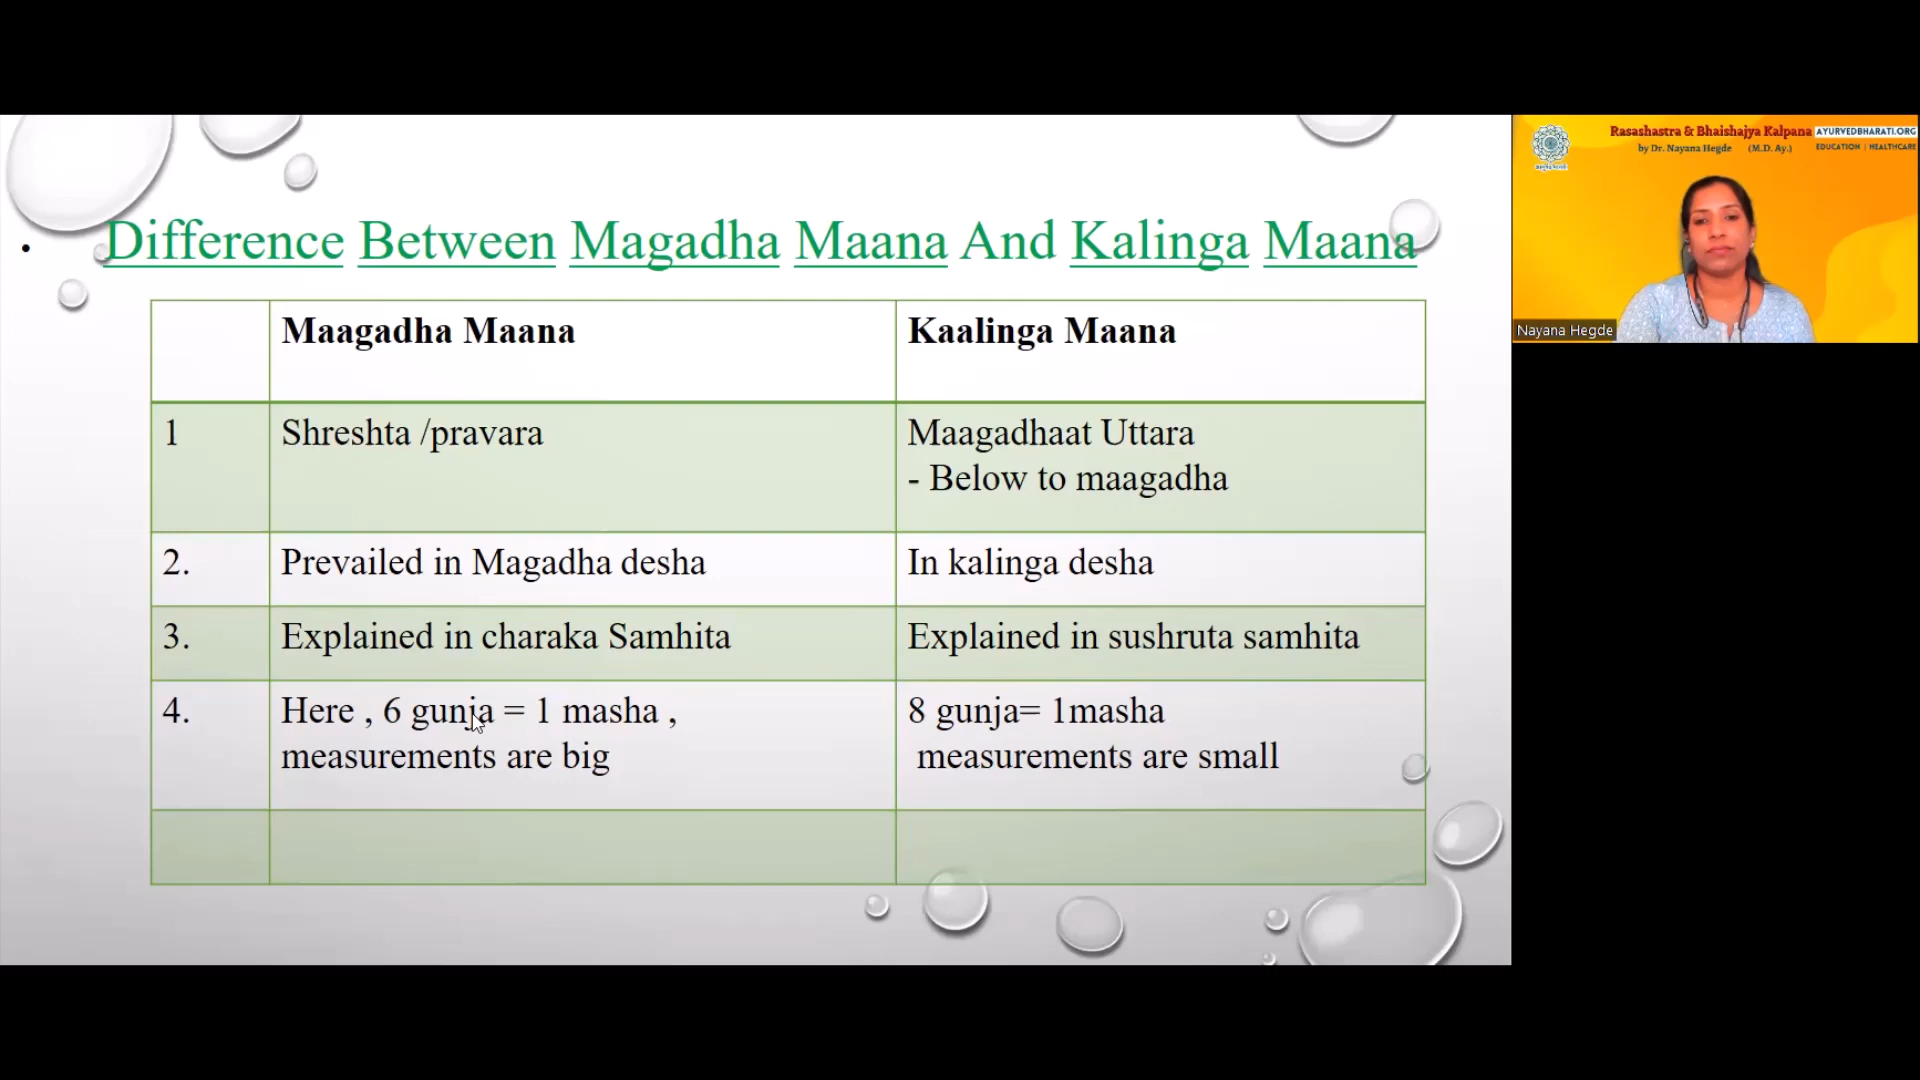 Rasashastra & Bhaishajya Kalpana
AYURVEDBHARATI.ORG
by Dr. Nayana Hegde (M.D. Ay.)
EDUCATION | HEALTHCARE
Nayana Hegde
• Difference Between Magadha Maana And Kalinga Maana
Maagadha Maana Kaalinga Maana
1 Shreshta /pravara Maagadhaat Uttara
- Below to maagadha
2. Prevailed in Magadha desha In kalinga desha
3. Explained in charaka Samhita Explained in sushruta samhita
4. Here , 6 gunja = 1 masha , 8 gunja= 1masha
measurements are big measurements are small